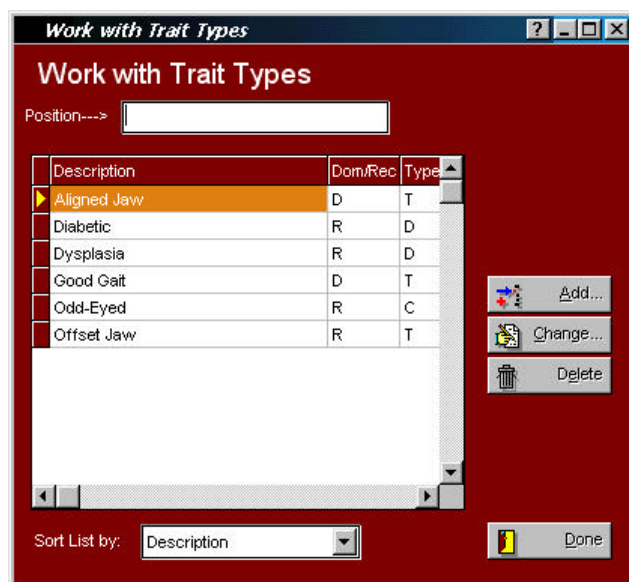 Work with Trait Types
Work with Trait Types
Position--->
Description Dom/Rec Type
Aligned Jaw D T
Diabetic R D
Dysplasia R D
Good Gait D T
Odd-Eyed R C
Offset Jaw R T
Add...
Change...
Delete
Sort List by: Description
Done